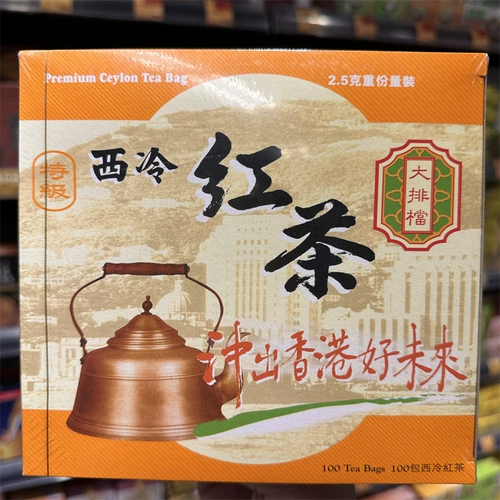 Premium Ceylon Tea Bag
2.5克重份量裝
特級
西冷
紅茶
大排檔
沖出香港好未來
100 Tea Bags 100包西冷紅茶